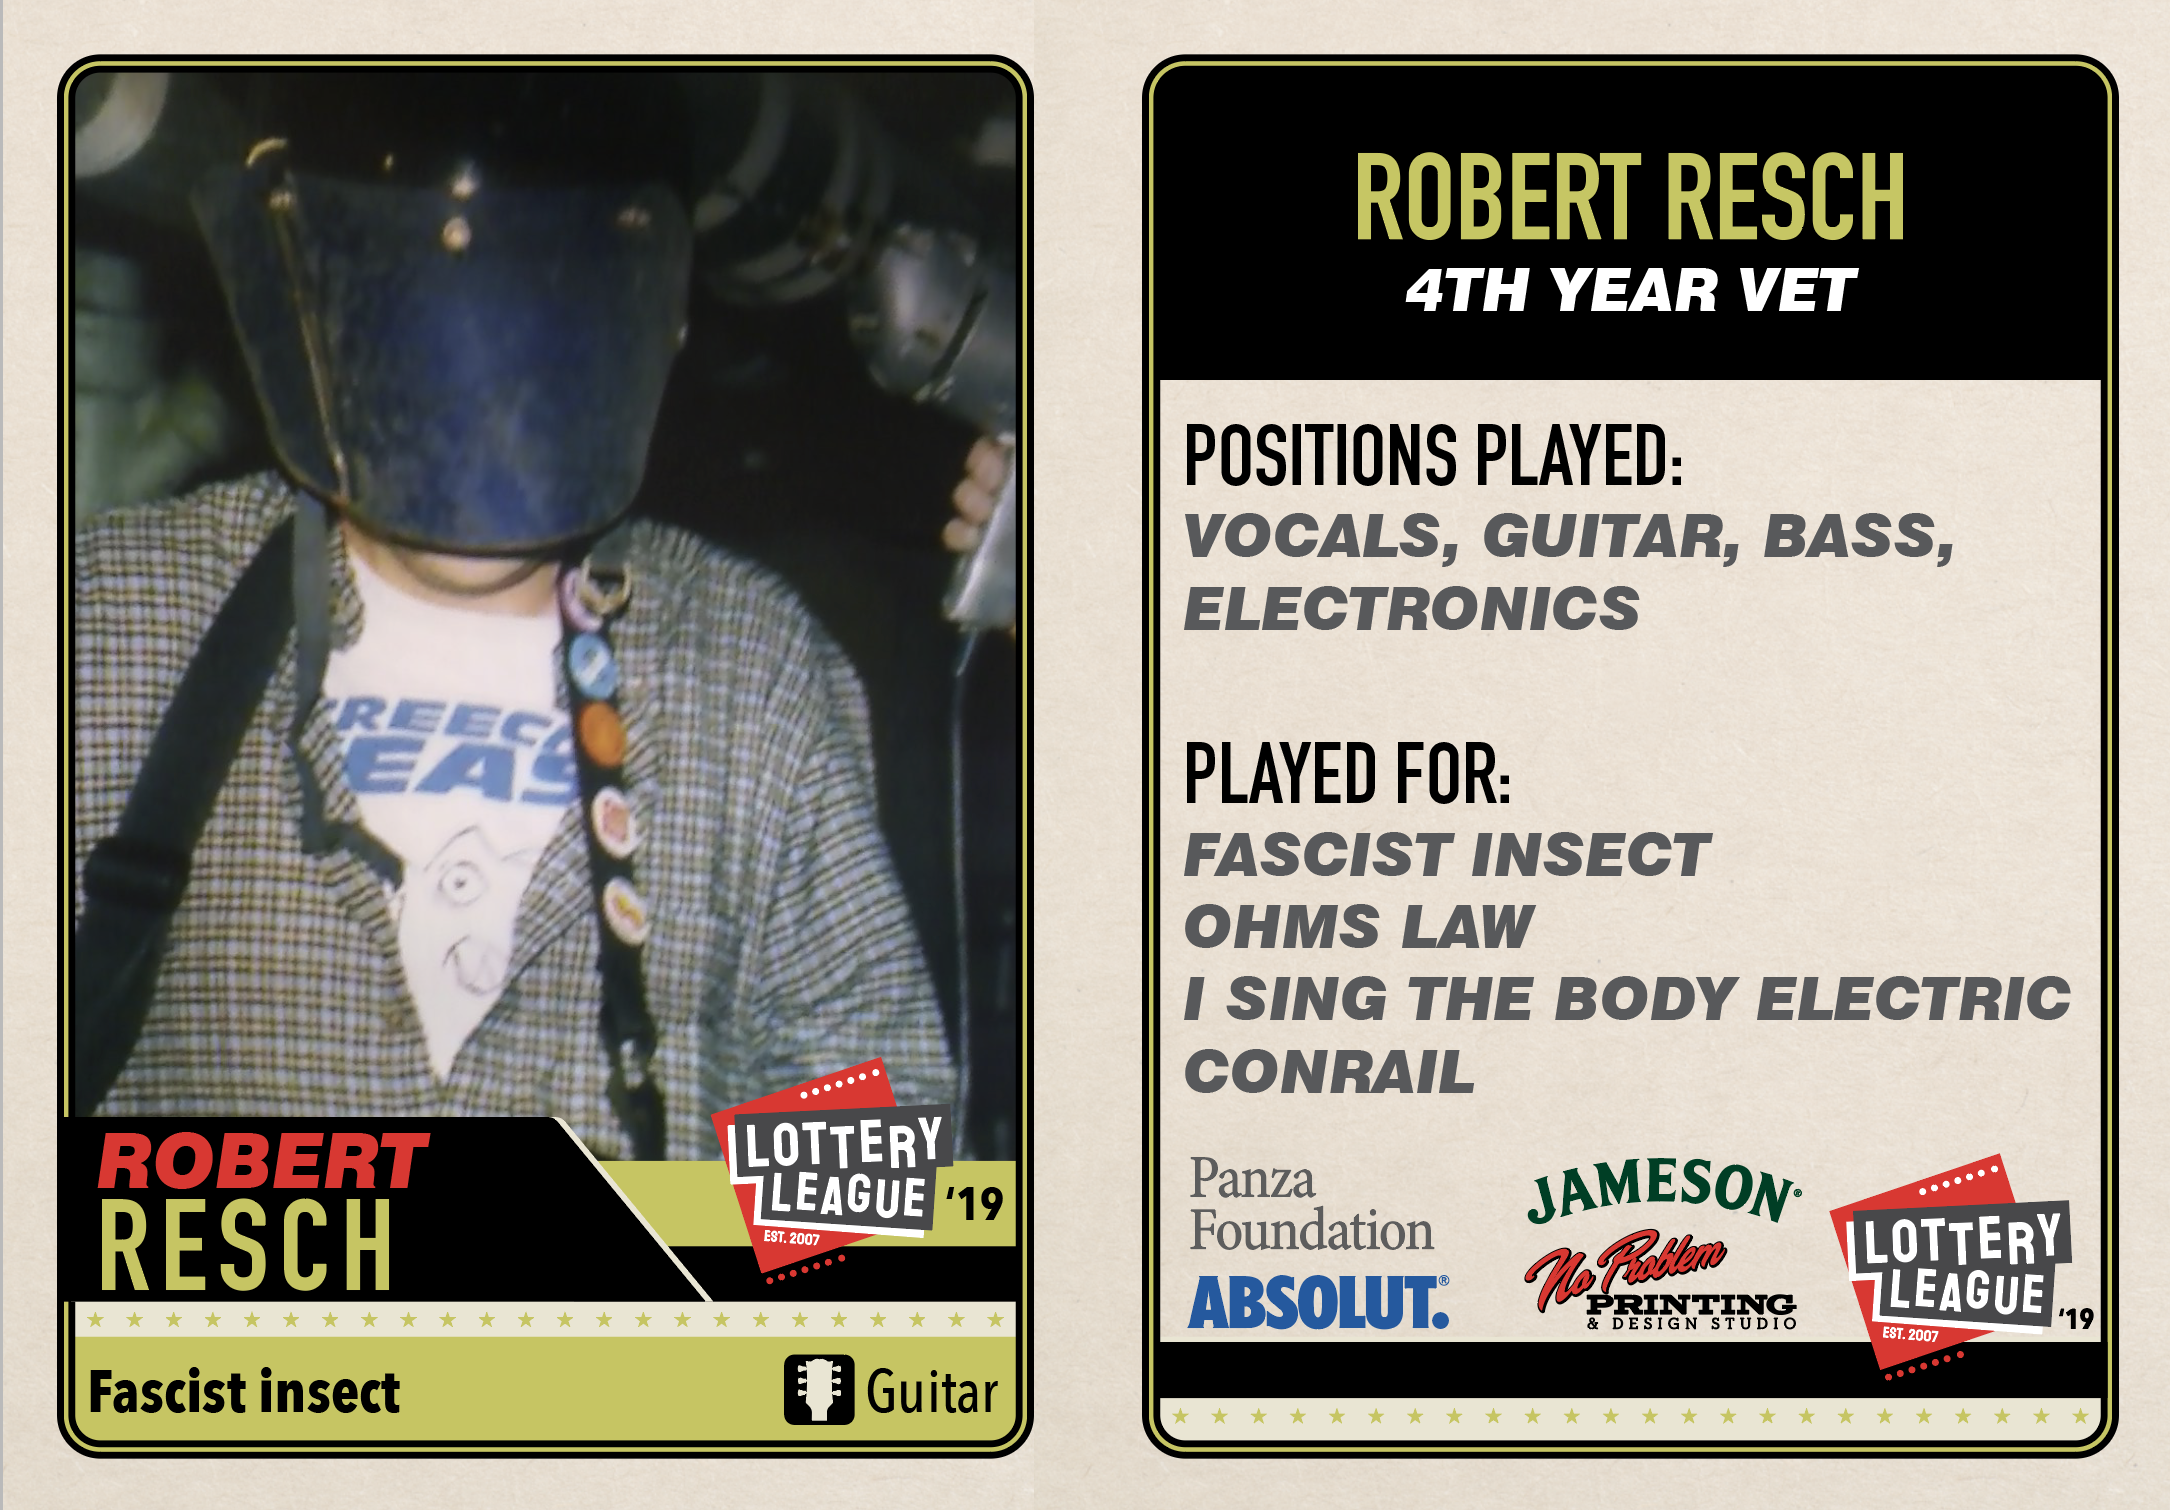 ROBERT
RESCH
LOTTERY
LEAGUE
EST. 2007
'19
Fascist insect
Guitar
ROBERT RESCH
4TH YEAR VET
POSITIONS PLAYED:
VOCALS, GUITAR, BASS,
ELECTRONICS
PLAYED FOR:
FASCIST INSECT
OHMS LAW
I SING THE BODY ELECTRIC
CONRAIL
Panza
Foundation
ABSOLUT.®
JAMESON®
No Problem
PRINTING
& DESIGN STUDIO
LOTTERY
LEAGUE
EST. 2007
'19